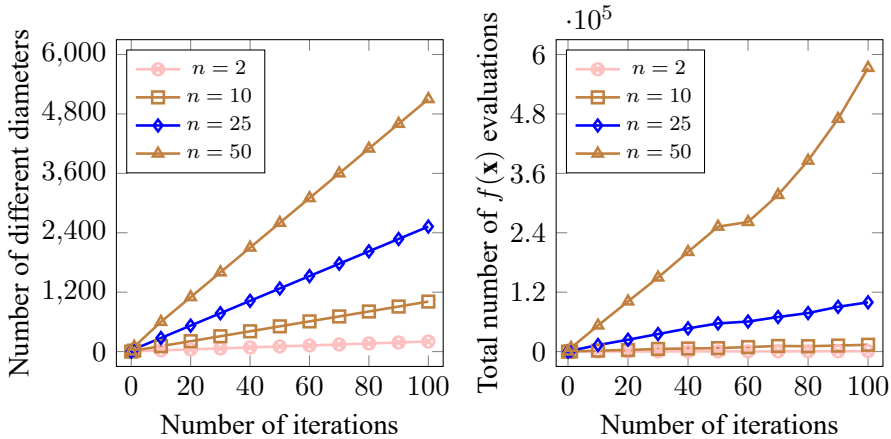 Number of different diameters
6,000
4,800
3,600
2,400
1,200
0
n = 2
n = 10
n = 25
n = 50
0 20 40 60 80 100
Number of iterations
Total number of f(x) evaluations
·10⁵
6
4.8
3.6
2.4
1.2
0
n = 2
n = 10
n = 25
n = 50
0 20 40 60 80 100
Number of iterations